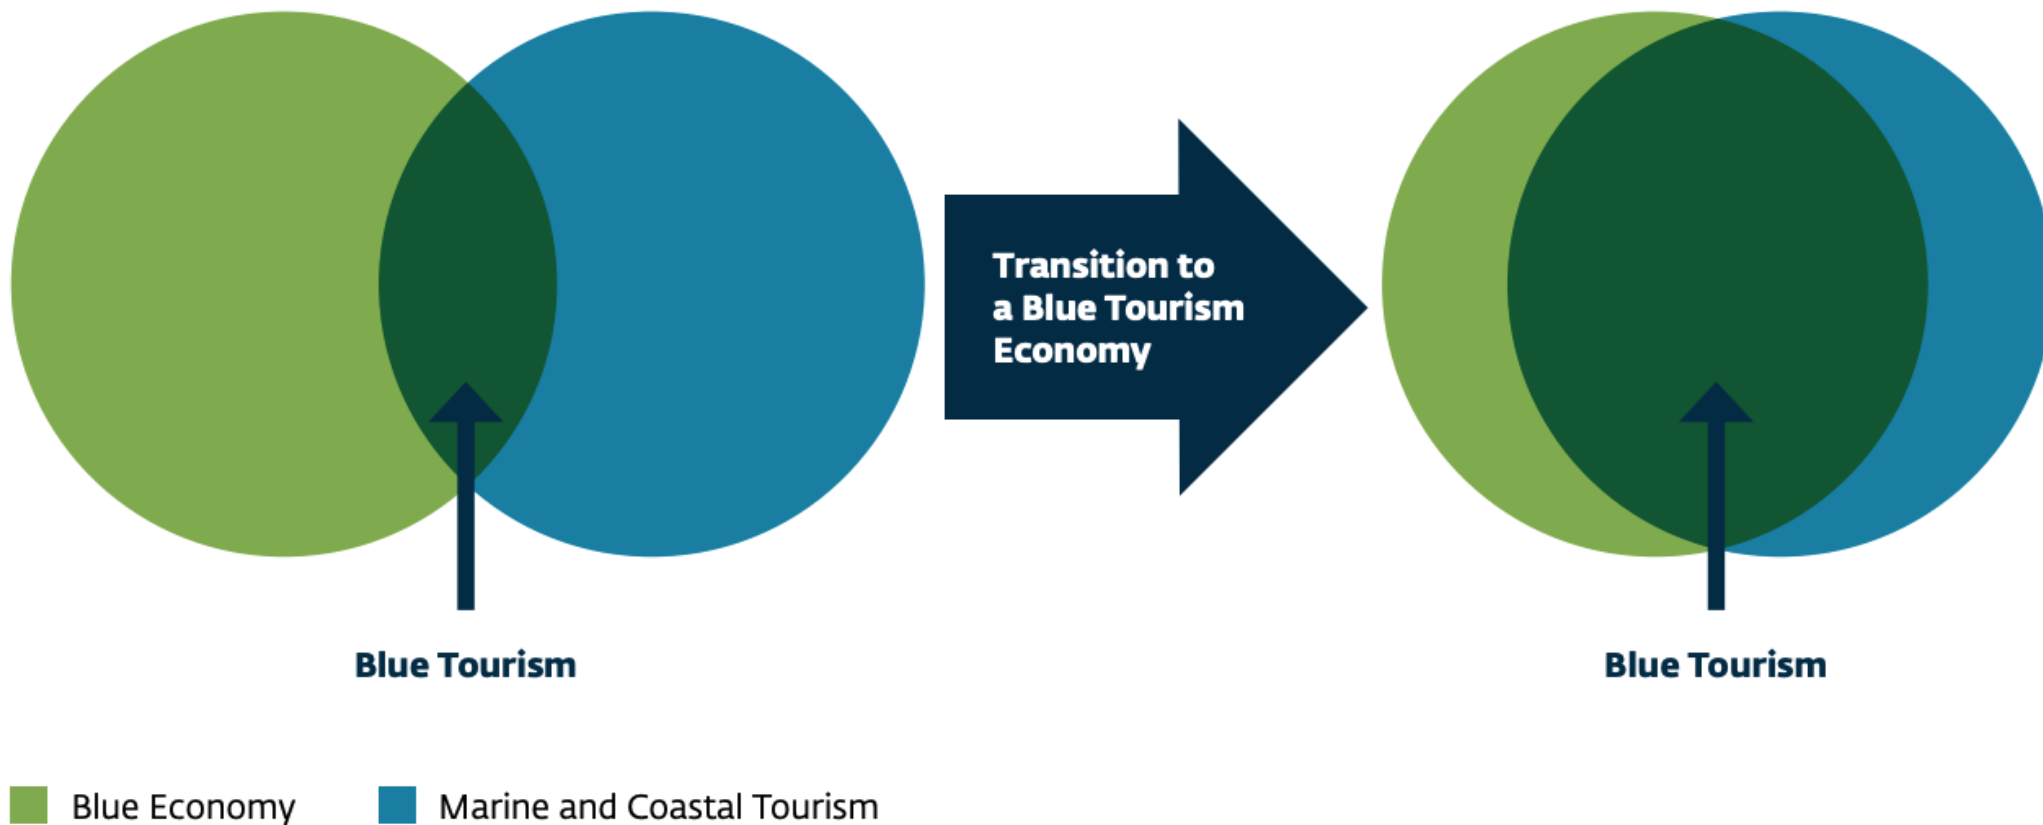 Transition to
a Blue Tourism
Economy
Blue Tourism
Blue Tourism
Blue Economy
Marine and Coastal Tourism